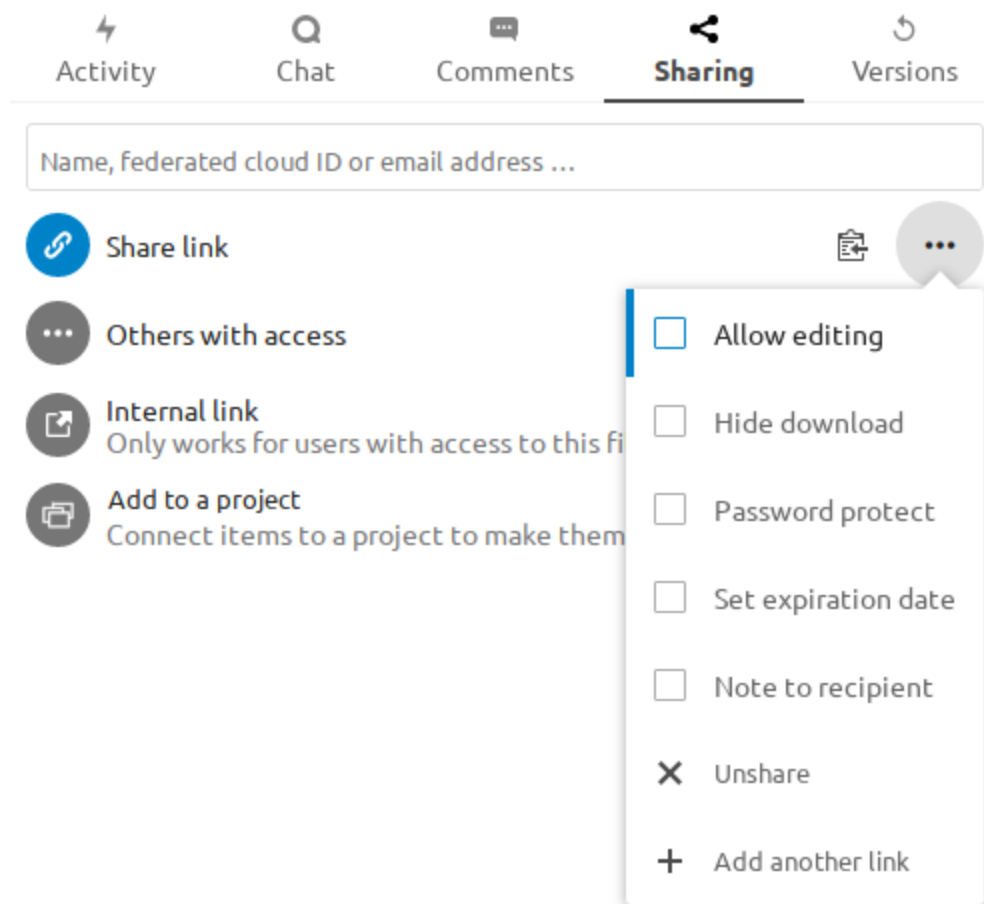 Activity
Chat
Comments
Sharing
Versions
Name, federated cloud ID or email address ...
Share link
Others with access
Internal link
Only works for users with access to this fi
Add to a project
Connect items to a project to make them
Allow editing
Hide download
Password protect
Set expiration date
Note to recipient
Unshare
Add another link